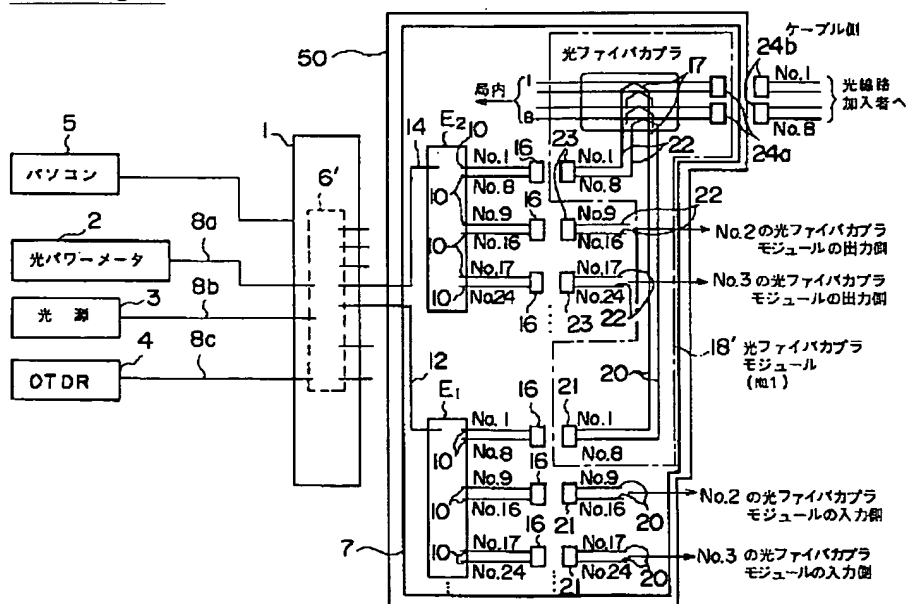 50
5
パソコン
2
光パワーメータ
3
光 源
4
OTDR
8a
8b
8c
1
6'
14
12
7
E2
10
No.1
No.8
10
No.9
No.16
10
No.17
No.24
10
16
16
16
23
No.1
No.8
22
No.9
No.16
22
No.17
No.24
22
23
光ファイバカプラ
17
局内
1
8
24a
24b
ケーブル側
No.1
No.8
光線路
加入者へ
No.2の光ファイバカプラ
モジュールの出力側
No.3の光ファイバカプラ
モジュールの出力側
18' 光ファイバカプラ
モジュール
(No.1)
20
E1
10
No.1
No.8
16
21
No.1
No.8
10
No.9
No.16
16
21
No.9
No.16
20
No.2の光ファイバカプラ
モジュールの入力側
10
No.17
No.24
16
21
No.17
No.24
20
No.3の光ファイバカプラ
モジュールの入力側